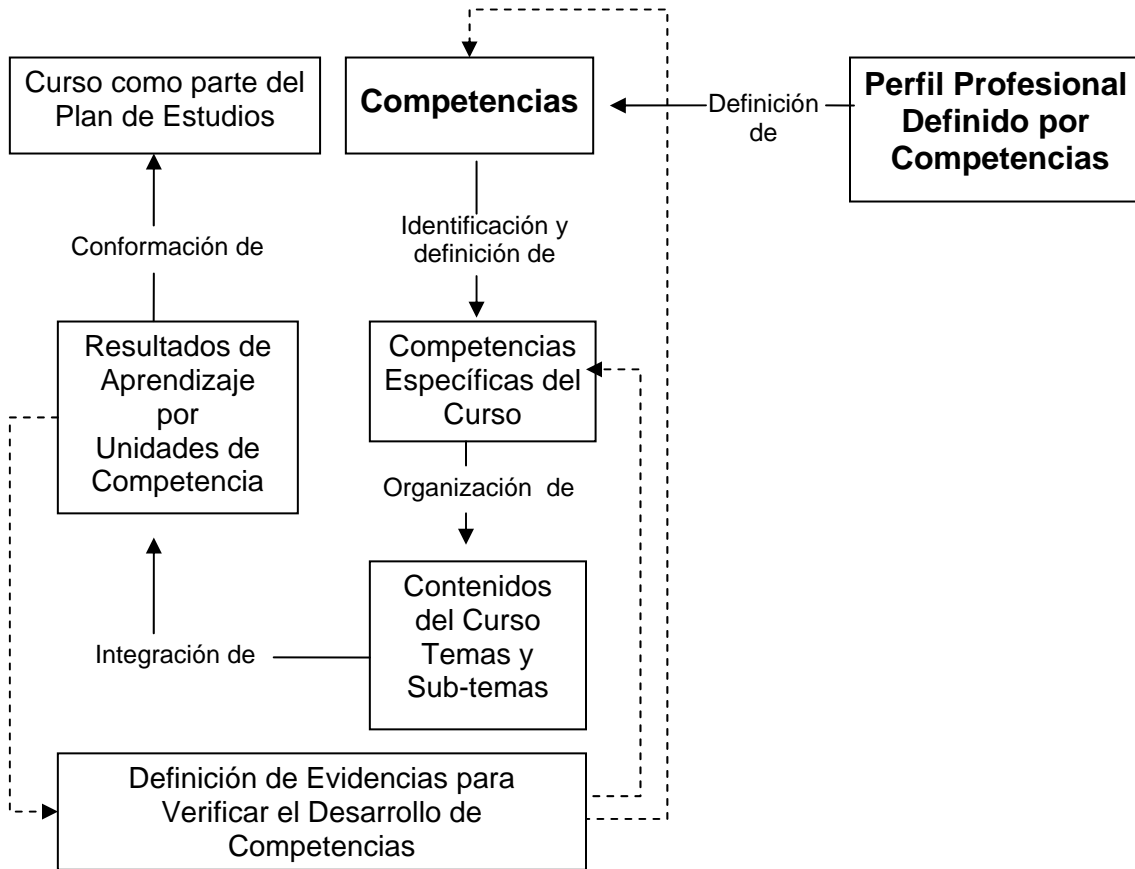 Curso como parte del
Plan de Estudios
Competencias
Definición
de
Perfil Profesional
Definido por
Competencias
Conformación de
Identificación y
definición de
Resultados de
Aprendizaje
por
Unidades de
Competencia
Competencias
Específicas del
Curso
Organización de
Contenidos
del Curso
Temas y
Sub-temas
Integración de
Definición de Evidencias para
Verificar el Desarrollo de
Competencias